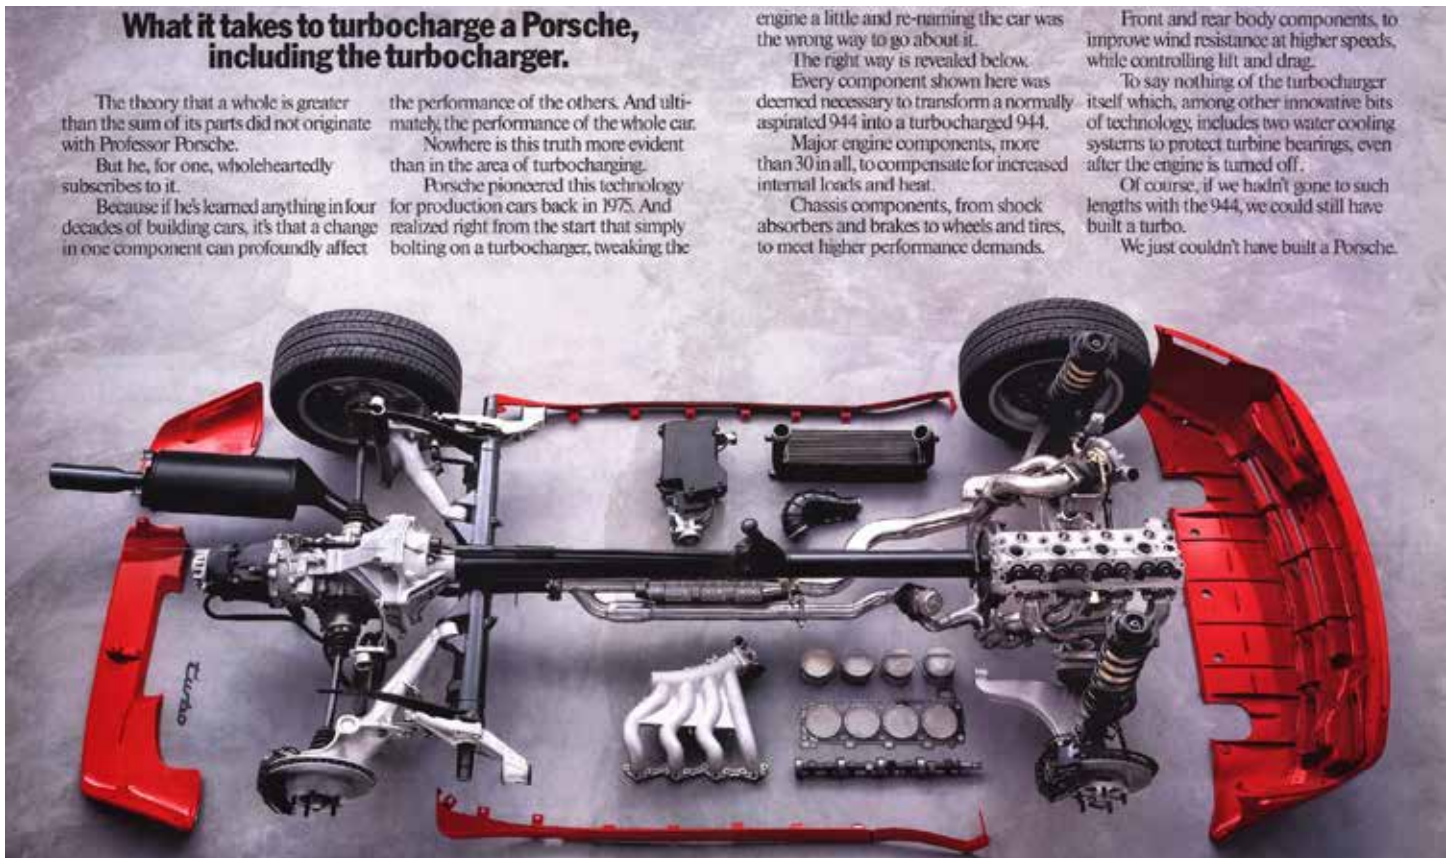 What it takes to turbocharge a Porsche,
including the turbocharger.
The theory that a whole is greater
than the sum of its parts did not originate
with Professor Porsche.
But he, for one, wholeheartedly
subscribes to it.
Because if he's learned anything in four
decades of building cars, it's that a change
in one component can profoundly affect
the performance of the others. And ulti-
mately, the performance of the whole car.
Nowhere is this truth more evident
than in the area of turbocharging.
Porsche pioneered this technology
for production cars back in 1975. And
realized right from the start that simply
bolting on a turbocharger, tweaking the
engine a little and re-naming the car was
the wrong way to go about it.
The right way is revealed below.
Every component shown here was
deemed necessary to transform a normally
aspirated 944 into a turbocharged 944.
Major engine components, more
than 30 in all, to compensate for increased
internal loads and heat.
Chassis components, from shock
absorbers and brakes to wheels and tires,
to meet higher performance demands.
Front and rear body components, to
improve wind resistance at higher speeds,
while controlling lift and drag.
To say nothing of the turbocharger
itself which, among other innovative bits
of technology, includes two water cooling
systems to protect turbine bearings, even
after the engine is turned off.
Of course, if we hadn't gone to such
lengths with the 944, we could still have
built a turbo.
We just couldn't have built a Porsche.
turbo